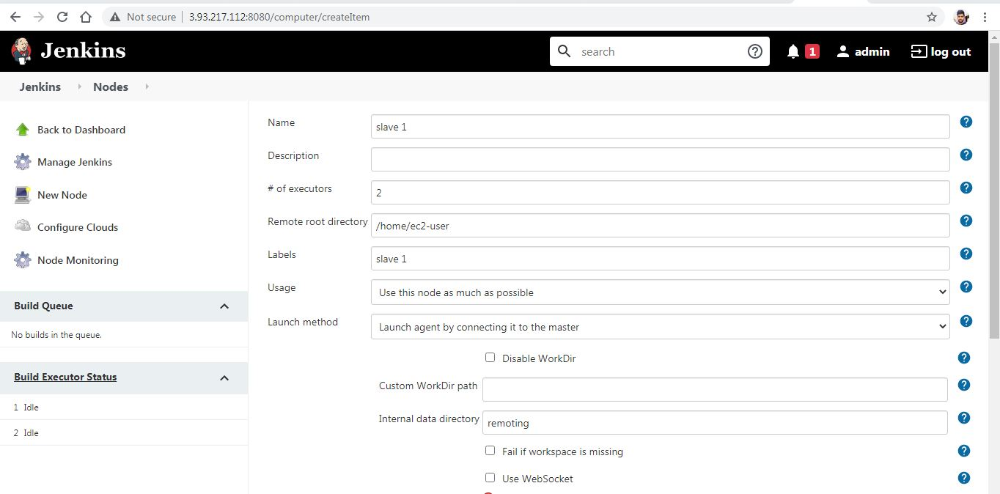 Not secure | 3.93.217.112:8080/computer/createItem
Jenkins
search
1
admin
log out
Jenkins
Nodes
Back to Dashboard
Manage Jenkins
New Node
Configure Clouds
Node Monitoring
Build Queue
No builds in the queue.
Build Executor Status
1 Idle
2 Idle
Name
slave 1
Description
# of executors
2
Remote root directory
/home/ec2-user
Labels
slave 1
Usage
Use this node as much as possible
Launch method
Launch agent by connecting it to the master
Disable WorkDir
Custom WorkDir path
Internal data directory
remoting
Fail if workspace is missing
Use WebSocket